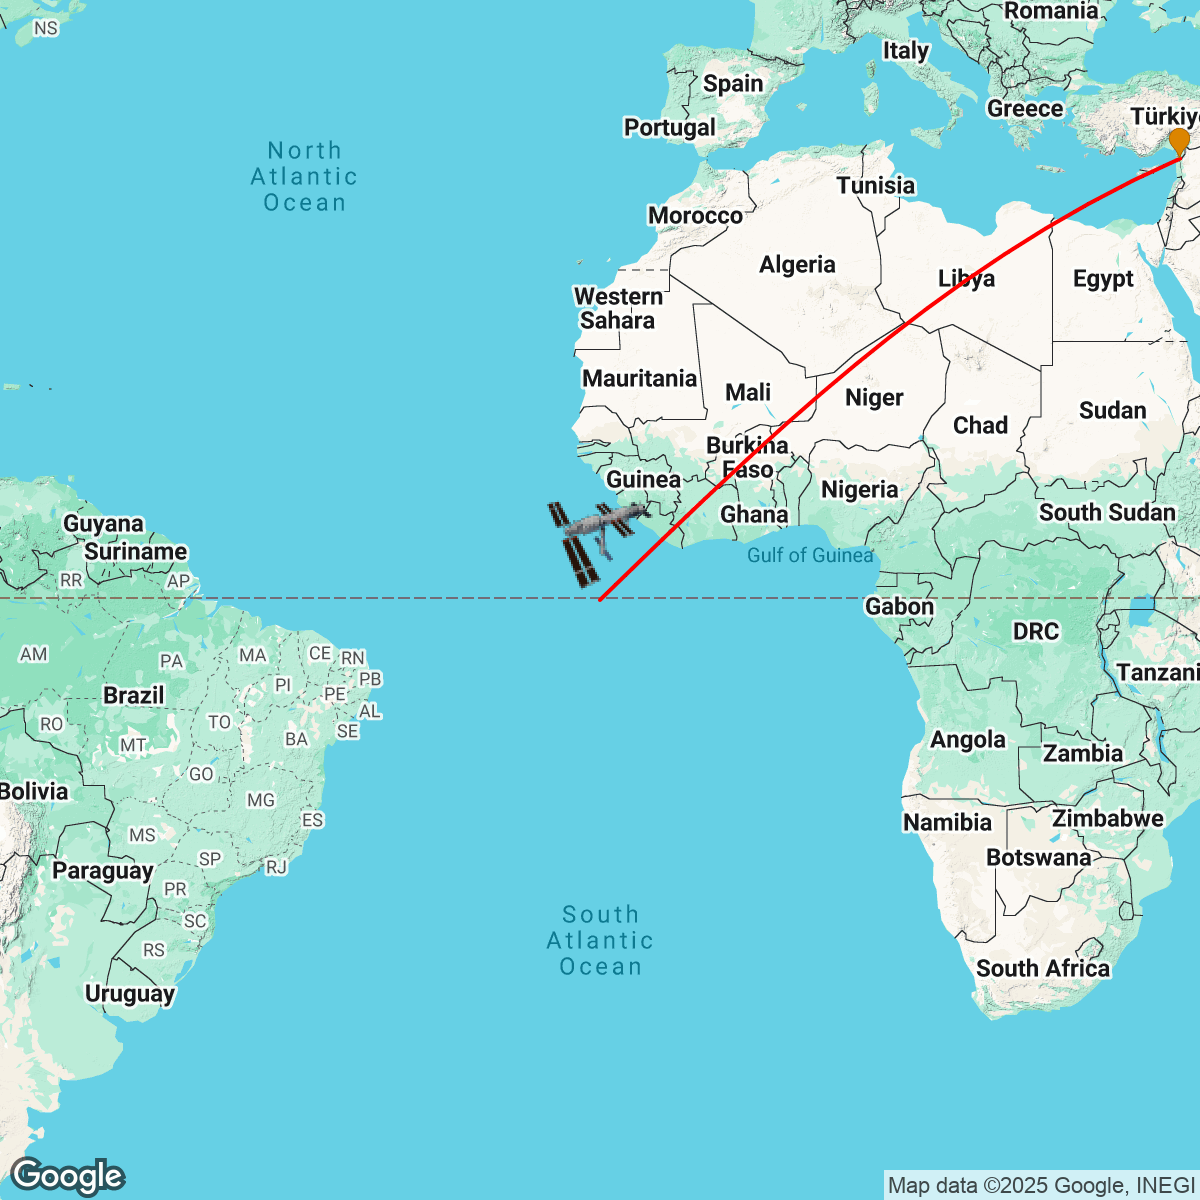 NS
Romania
Italy
Spain
Greece
Türkiye
Portugal
North
Atlantic
Ocean
Tunisia
Morocco
Algeria
Libya
Egypt
Western
Sahara
Mauritania
Mali
Niger
Chad
Sudan
Burkina
Faso
Guinea
Nigeria
Ghana
South Sudan
Guyana
Suriname
Gulf of Guinea
RR
AP
Gabon
DRC
AM
PA
MA
CE
RN
PB
PI
PE
Tanzani
Brazil
AL
RO
TO
SE
MT
BA
Angola
Zambia
GO
Bolivia
MG
ES
Namibia
Zimbabwe
MS
SP
RJ
Botswana
Paraguay
PR
SC
South
Atlantic
Ocean
RS
South Africa
Uruguay
Google
Map data ©2025 Google, INEGI